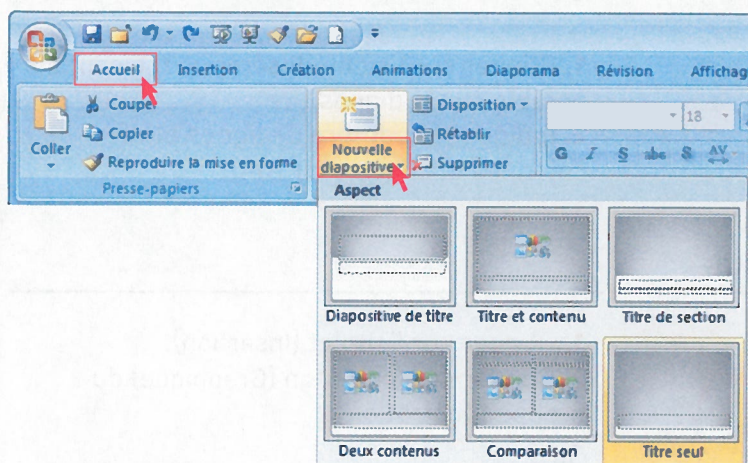 Accueil Insertion Création Animations Diaporama Révision Affichag
Couper Disposition
Copier Rétablir 18
Coller Nouvelle
Reproduire la mise en forme diapositive Supprimer G I S abc S AV
Presse-papiers
Aspect
Diapositive de titre Titre et contenu Titre de section
Deux contenus Comparaison Titre seul